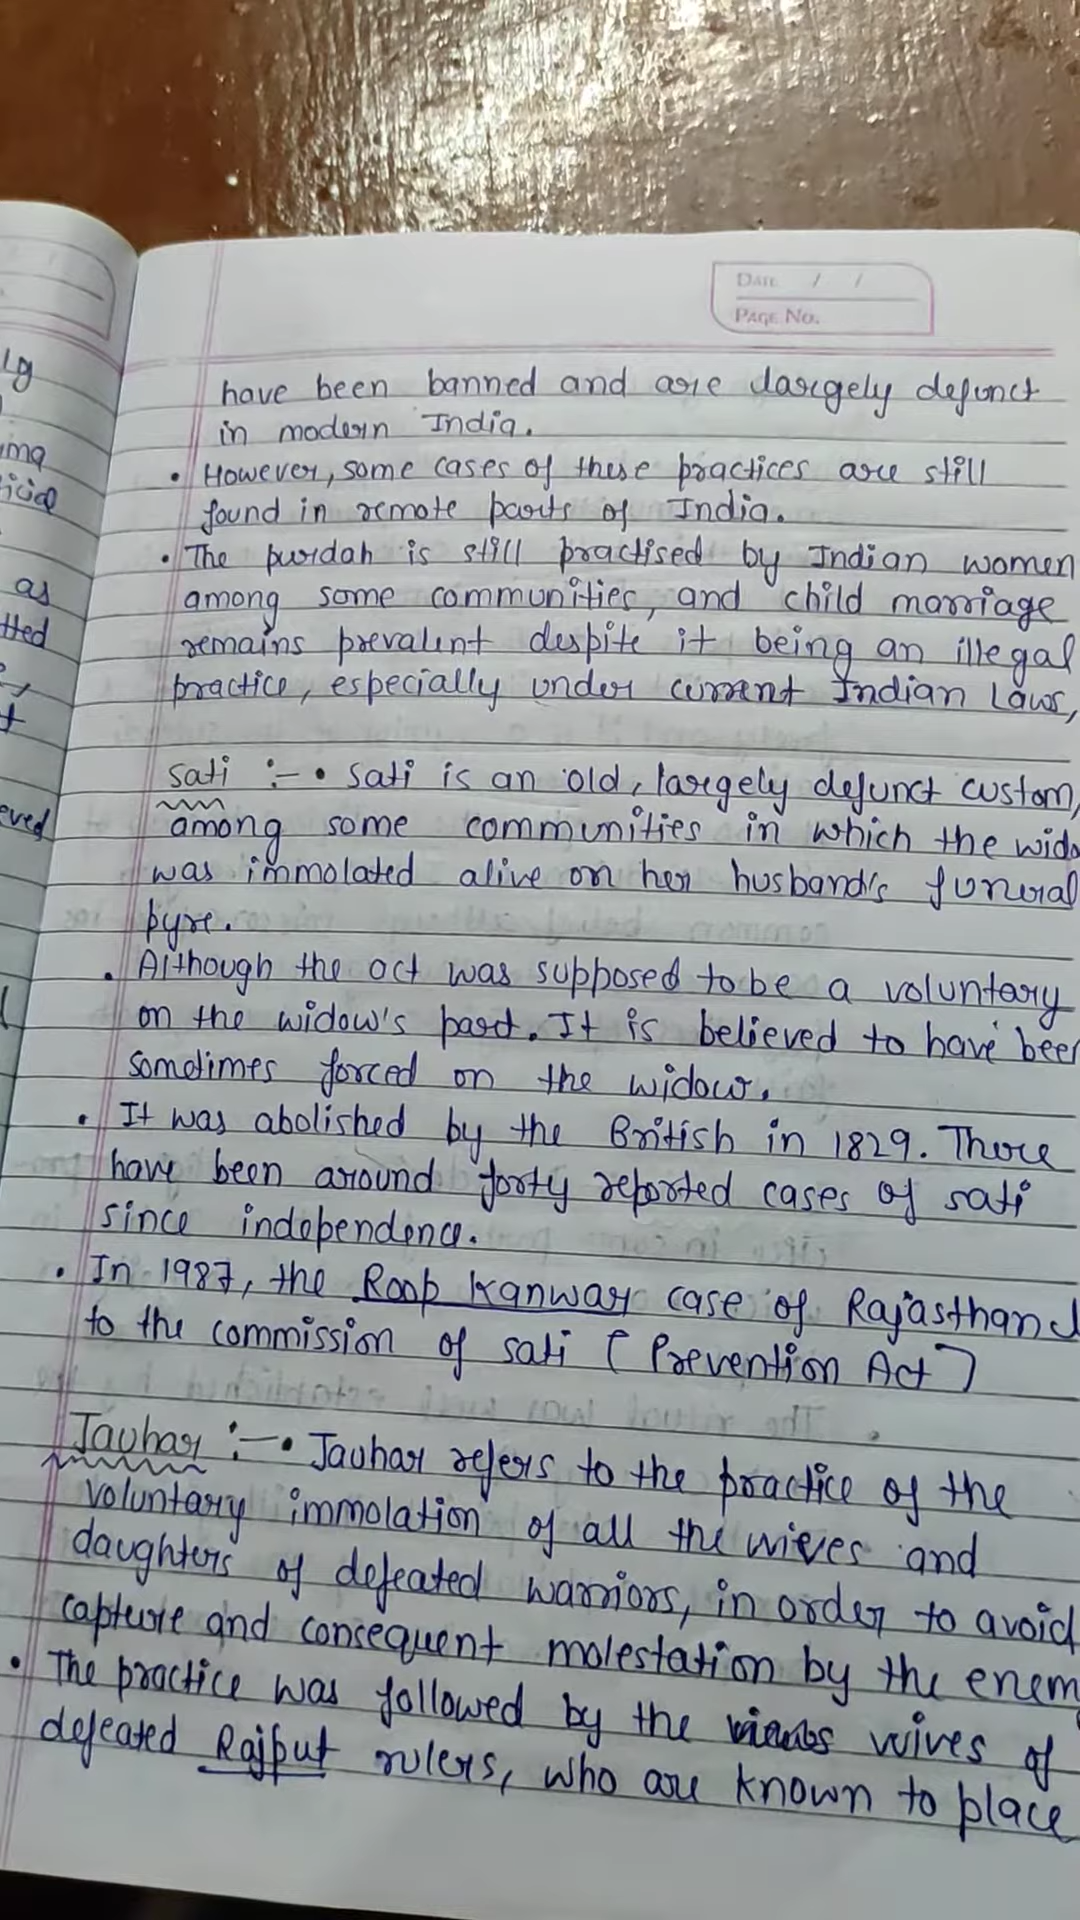 DATE / /
PAGE NO.
have been banned and are largely defunct
in modern India.
• However, some cases of these practices are still
found in remote parts of India.
• The purdah is still practised by Indian women
among some communities, and child marriage
remains prevalent despite it being an illegal
practice, especially under current Indian Laws,
Sati :- • Sati is an old, largely defunct custom,
among some communities in which the wido
was immolated alive on her husband's funeral
pyre.
• Although the act was supposed to be a voluntary
on the widow's part. It is believed to have been
sometimes forced on the widow.
• It was abolished by the British in 1829. There
have been around forty reported cases of sati
since independence.
• In 1987, the Roop Kanwar case of Rajasthan
to the commission of sati [Prevention Act]
Jauhar :- • Jauhar refers to the practice of the
voluntary immolation of all the wives and
daughters of defeated warriors, in order to avoid
capture and consequent molestation by the enem
• The practice was followed by the wives of
defeated Rajput rulers, who are known to place
lg
ma
icial
as
tted
eved